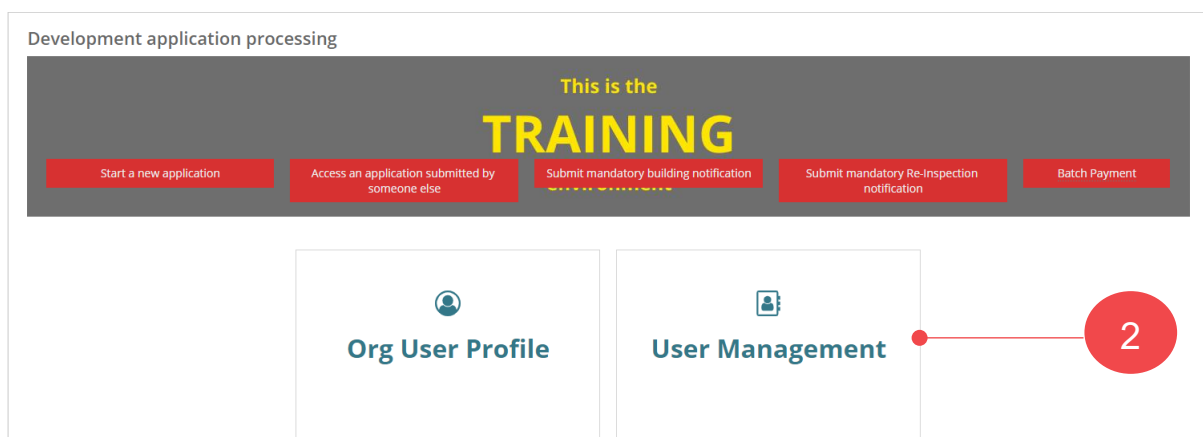 Development application processing
This is the
TRAINING
Start a new application
Access an application submitted by
someone else
Submit mandatory building notification
Submit mandatory Re-Inspection
notification
Batch Payment
environment
Org User Profile
User Management
2